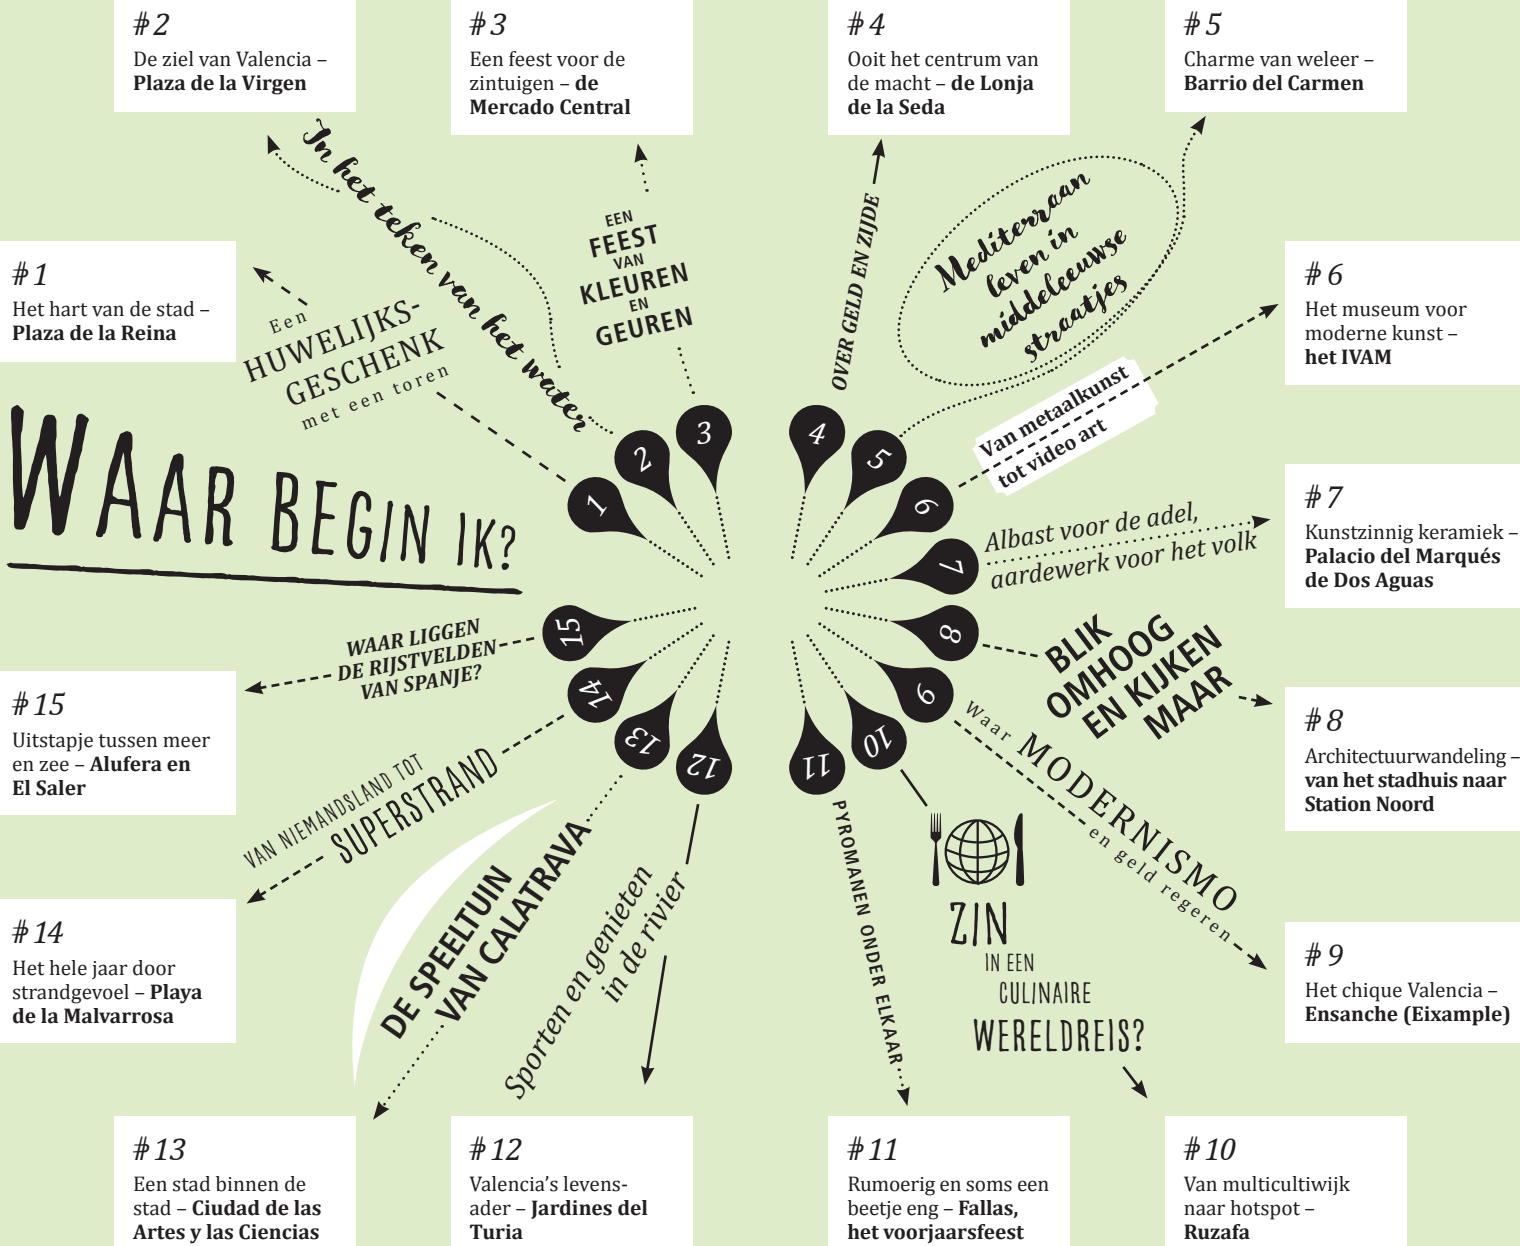 #2
De ziel van Valencia –
Plaza de la Virgen
#3
Een feest voor de
zintuigen – de
Mercado Central
#4
Ooit het centrum van
de macht – de Lonja
de la Seda
#5
Charme van weleer –
Barrio del Carmen
In het teken van het water
EEN
FEEST
VAN
KLEUREN
EN
GEUREN
OVER GELD EN ZIJDE
Mediterraan
leven in
middeleeuwse
straatjes
#1
Het hart van de stad –
Plaza de la Reina
Een
HUWELIJKS-
GESCHENK
met een toren
#6
Het museum voor
moderne kunst –
het IVAM
Van metaalkunst
tot video art
WAAR BEGIN IK?
1
2
3
4
5
6
7
8
9
10
11
12
13
14
15
Albast voor de adel,
aardewerk voor het volk
#7
Kunstzinnig keramiek –
Palacio del Marqués
de Dos Aguas
WAAR LIGGEN
DE RIJSTVELDEN
VAN SPANJE?
BLIK
OMHOOG
EN KIJKEN
MAAR
#15
Uitstapje tussen meer
en zee – Alufera en
El Saler
#8
Architectuurwandeling –
van het stadhuis naar
Station Noord
VAN NIEMANDSLAND TOT
SUPERSTRAND
Waar MODERNISMO
en geld regeren
DE SPEELTUIN
VAN CALATRAVA
Sporten en genieten
in de rivier
PYROMANEN ONDER ELKAAR
ZIN
IN EEN
CULINAIRE
WERELDREIS?
#14
Het hele jaar door
strandgevoel – Playa
de la Malvarrosa
#9
Het chique Valencia –
Ensanche (Eixample)
#13
Een stad binnen de
stad – Ciudad de las
Artes y las Ciencias
#12
Valencia's levens-
ader – Jardines del
Turia
#11
Rumoerig en soms een
beetje eng – Fallas,
het voorjaarsfeest
#10
Van multicultiwijk
naar hotspot –
Ruzafa